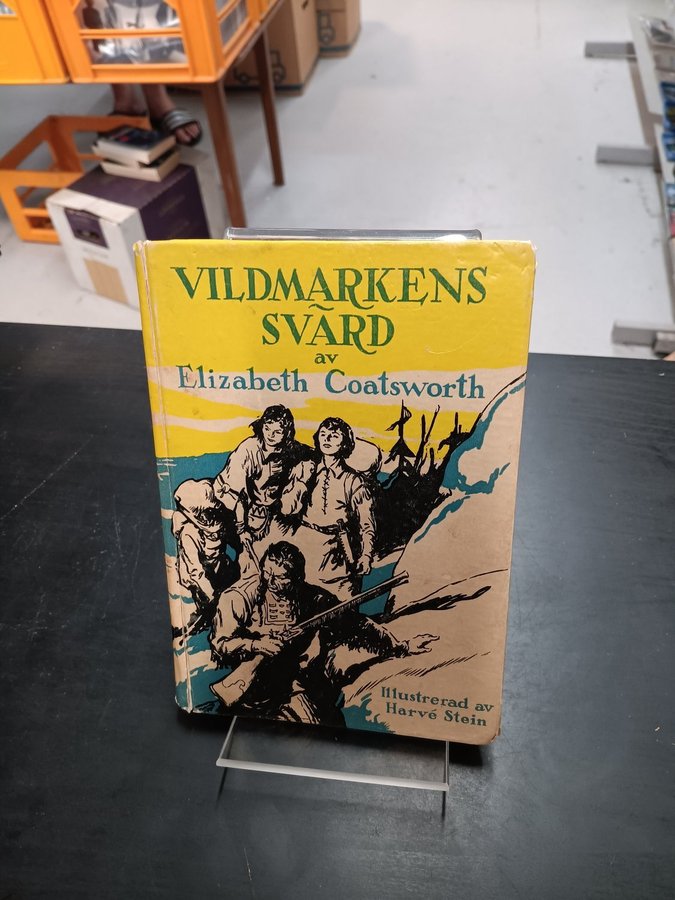 VILDMARKENS
SVÄRD
av
Elizabeth Coatsworth
Illustrerad av
Harvé Stein